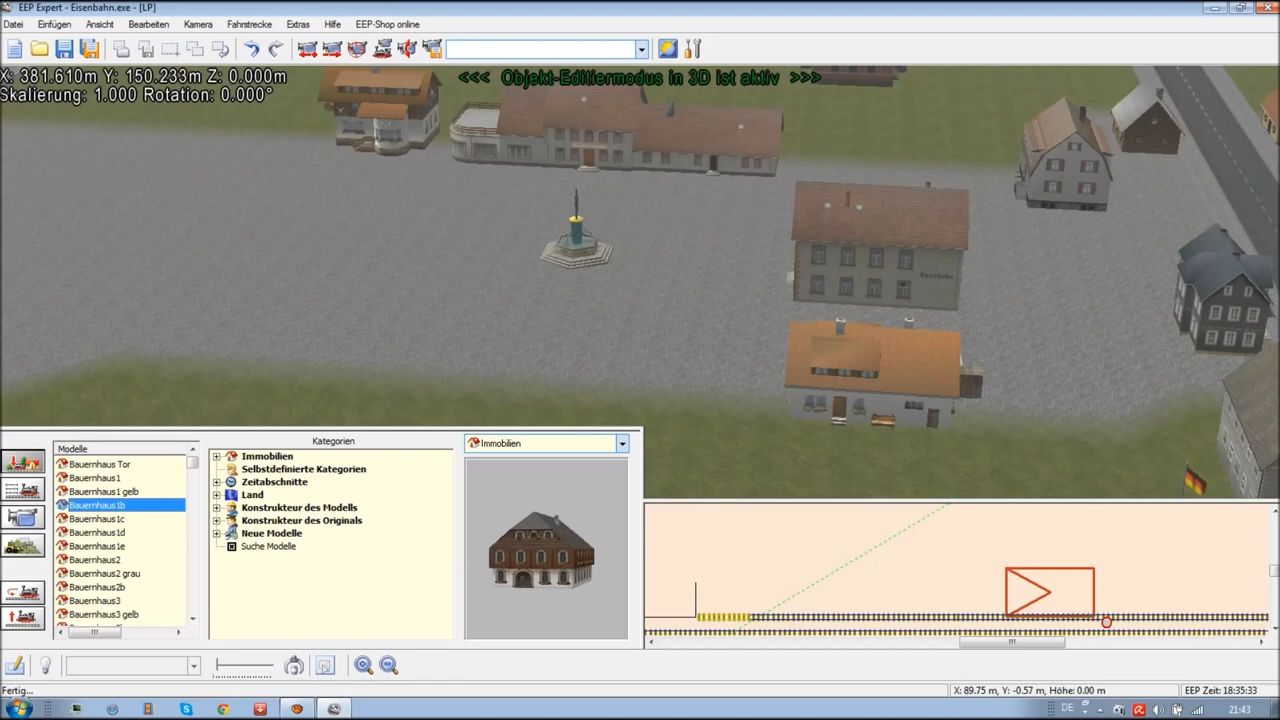 EEP Expert - Eisenbahn.exe - [LP]
Datei Einfügen Ansicht Bearbeiten Kamera Fahrstrecke Extras Hilfe EEP-Shop online
X: 381.610m Y: 150.233m Z: 0.000m
<<< Objekt-Editiermodus in 3D ist aktiv >>>
Skalierung: 1.000 Rotation: 0.000°
Modelle
Bauernhaus Tor
Bauernhaus1
Bauernhaus1 gelb
Bauernhaus1b
Bauernhaus1c
Bauernhaus1d
Bauernhaus1e
Bauernhaus2
Bauernhaus2 grau
Bauernhaus2b
Bauernhaus3
Bauernhaus3 gelb
Kategorien
Immobilien
Selbstdefinierte Kategorien
Zeitabschnitte
Land
Konstrukteur des Modells
Konstrukteur des Originals
Neue Modelle
Suche Modelle
Immobilien
Fertig...
X: 89.75 m, Y: -0.57 m, Höhe: 0.00 m
EEP Zeit: 18:35:33
DE
21:43